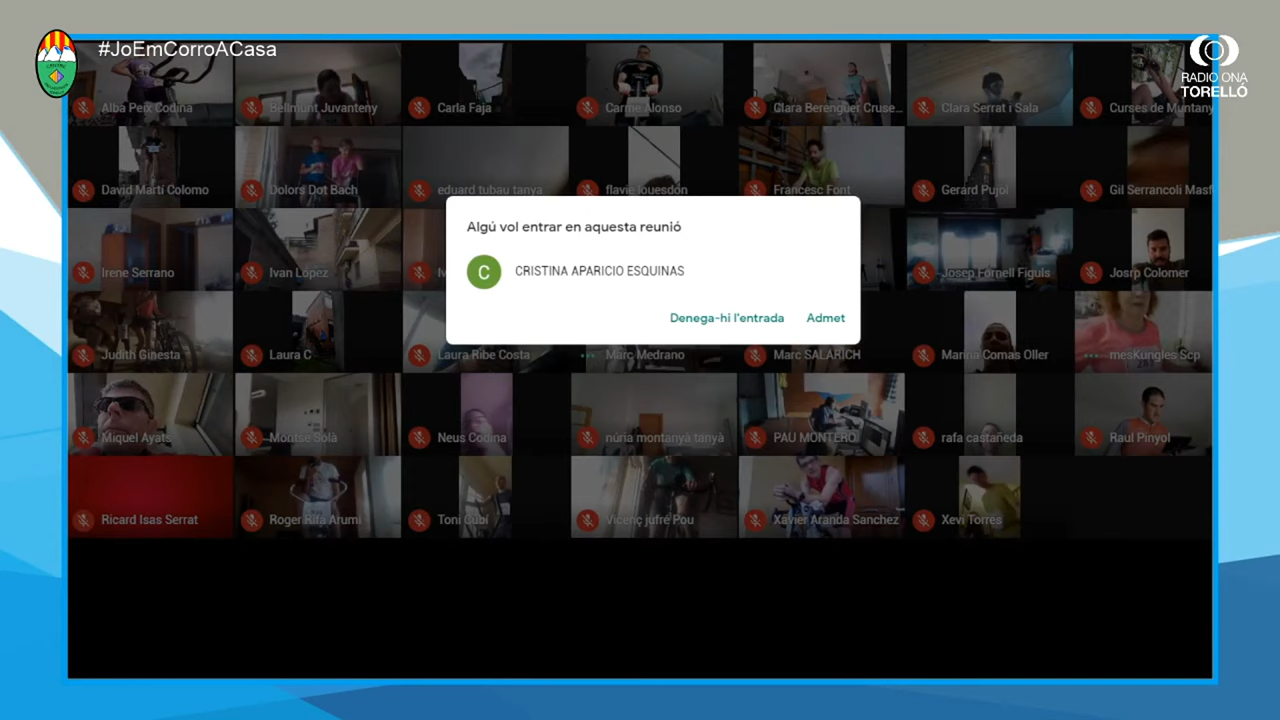 #JoEmCorroACasa
RADIO ONA
TORELLÓ
Alba Peix Codina
Bellmunt Juvanteny
Carla Faja
Carme Alonso
Clara Berenguer Cruse...
Clara Serrat i Sala
Curses de Muntany
David Martí Colomo
Dolors Dot Bach
eduard tubau tanya
flavie louesdon
Francesc Font
Gerard Pujol
Gil Serrancoli Masf
Algú vol entrar en aquesta reunió
C
CRISTINA APARICIO ESQUINAS
Denega-hi l'entrada
Admet
Irene Serrano
Ivan López
Josep Fornell Figuls
Josrp Colomer
Judith Ginesta
Laura C
Laura Ribe Costa
Marc Medrano
Marc SALARICH
Marina Comas Oller
mesKungles Scp
Miquel Ayats
Montse Solà
Neus Codina
núria montanyà tanyà
PAU MONTERO
rafa castañeda
Raul Pinyol
Ricard Isas Serrat
Roger Rifà Arumi
Toni Cubí
Vicenç jufré Pou
Xavier Aranda Sanchez
Xevi Torres